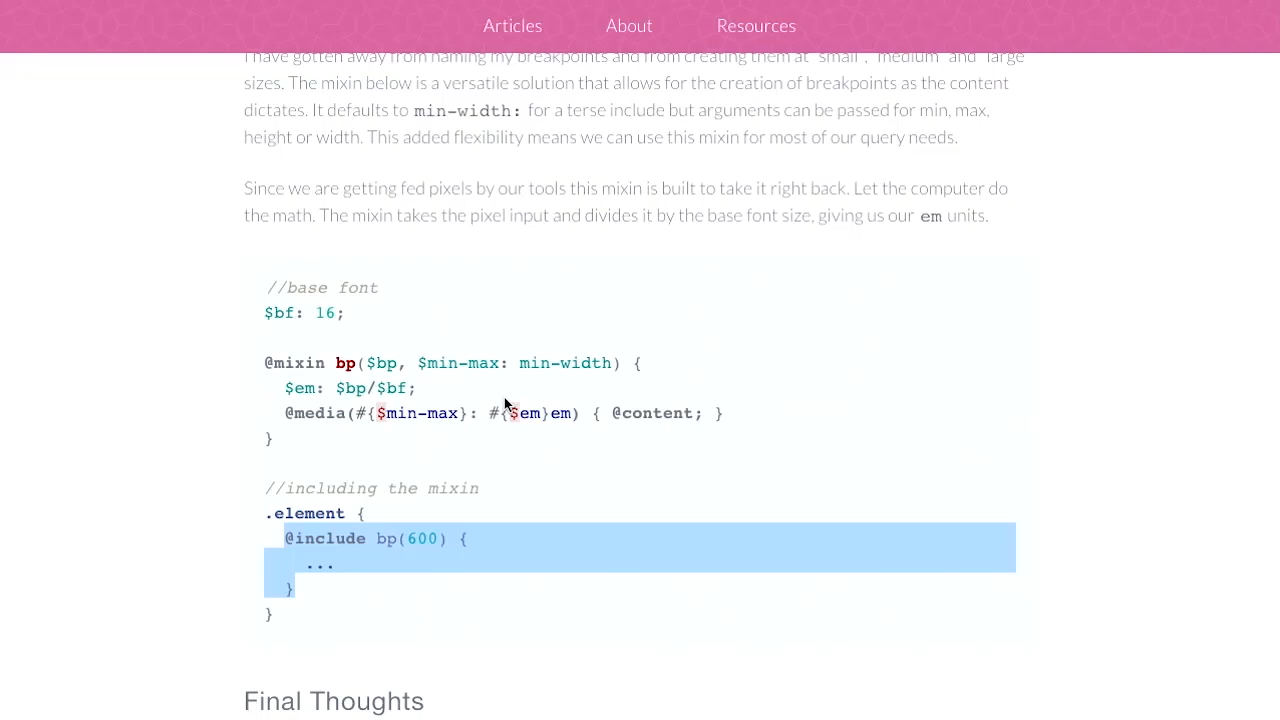 Articles About Resources
I have gotten away from naming my breakpoints and from creating them at "small", "medium" and "large"
sizes. The mixin below is a versatile solution that allows for the creation of breakpoints as the content
dictates. It defaults to min-width: for a terse include but arguments can be passed for min, max,
height or width. This added flexibility means we can use this mixin for most of our query needs.
Since we are getting fed pixels by our tools this mixin is built to take it right back. Let the computer do
the math. The mixin takes the pixel input and divides it by the base font size, giving us our em units.
//base font
$bf: 16;
@mixin bp($bp, $min-max: min-width) {
$em: $bp/$bf;
@media(#{$min-max}: #{$em}em) { @content; }
}
//including the mixin
.element {
@include bp(600) {
...
}
}
Final Thoughts